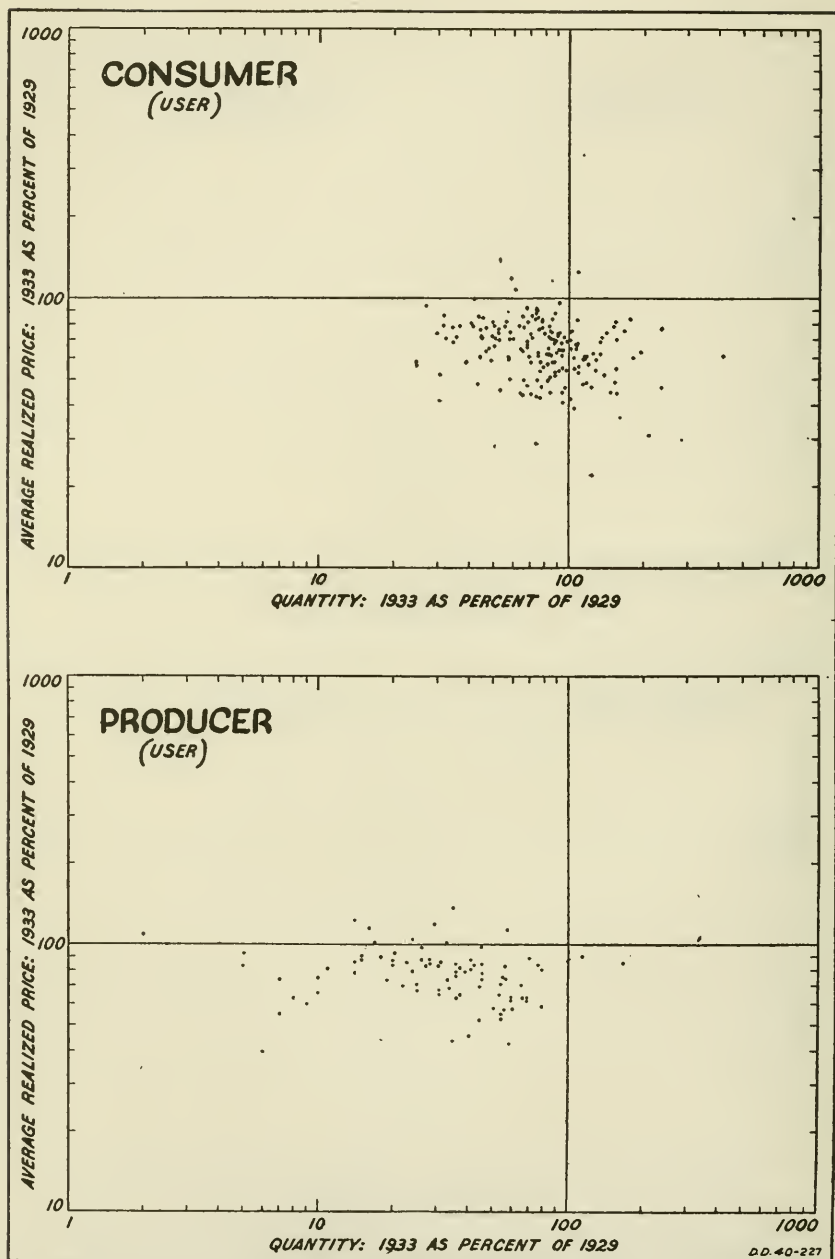 1000
CONSUMER
(USER)
AVERAGE REALIZED PRICE: 1933 AS PERCENT OF 1929
100
10
1
10
100
1000
QUANTITY: 1933 AS PERCENT OF 1929
1000
PRODUCER
(USER)
AVERAGE REALIZED PRICE: 1933 AS PERCENT OF 1929
100
10
1
10
100
1000
QUANTITY: 1933 AS PERCENT OF 1929
D.D. 40-227